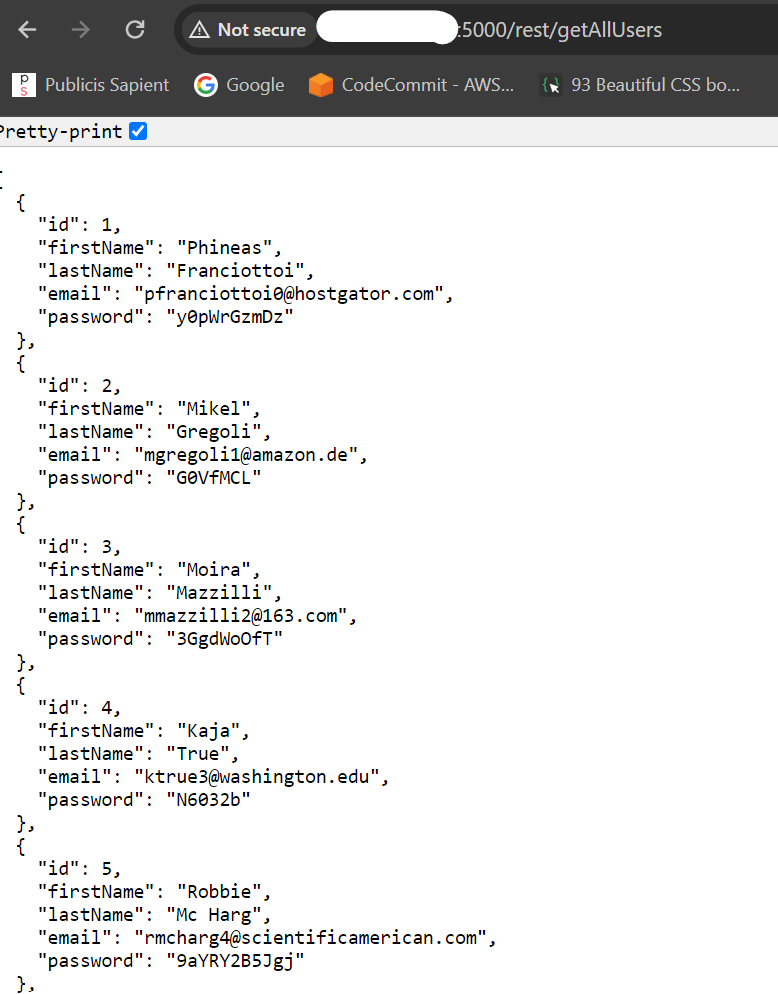 Not secure :5000/rest/getAllUsers
p s Publicis Sapient Google CodeCommit - AWS... 93 Beautiful CSS bo...
Pretty-print
[
{
"id": 1,
"firstName": "Phineas",
"lastName": "Franciottoi",
"email": "pfranciottoi0@hostgator.com",
"password": "y0pWrGzmDz"
},
{
"id": 2,
"firstName": "Mikel",
"lastName": "Gregoli",
"email": "mgregoli1@amazon.de",
"password": "G0VfMCL"
},
{
"id": 3,
"firstName": "Moira",
"lastName": "Mazzilli",
"email": "mmazzilli2@163.com",
"password": "3GgdWoOfT"
},
{
"id": 4,
"firstName": "Kaja",
"lastName": "True",
"email": "ktrue3@washington.edu",
"password": "N6032b"
},
{
"id": 5,
"firstName": "Robbie",
"lastName": "Mc Harg",
"email": "rmcharg4@scientificamerican.com",
"password": "9aYRY2B5Jgj"
},